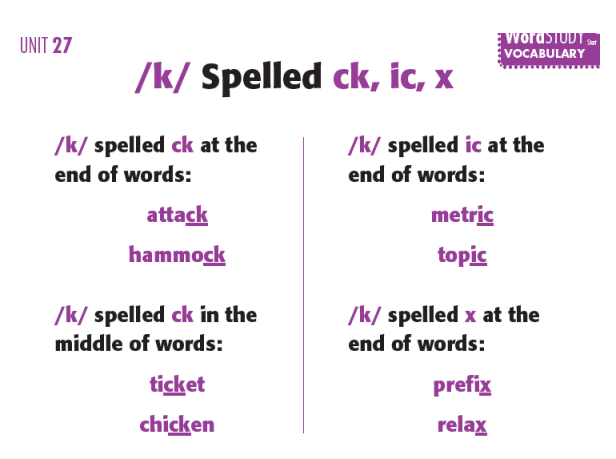 UNIT 27
WordSTUDY Start
VOCABULARY
/k/ Spelled ck, ic, x
/k/ spelled ck at the
end of words:
attack
hammock
/k/ spelled ck in the
middle of words:
ticket
chicken
/k/ spelled ic at the
end of words:
metric
topic
/k/ spelled x at the
end of words:
prefix
relax